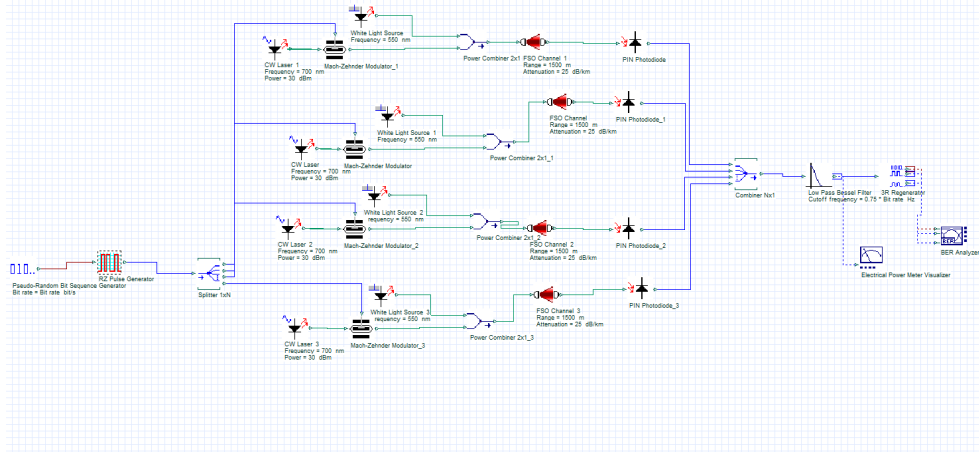 White Light Source
Frequency = 550 nm
CW Laser 1
Frequency = 700 nm
Power = 30 dBm
Mach-Zehnder Modulator_1
Power Combiner 2x1
FSO Channel 1
Range = 1500 m
Attenuation = 25 dB/km
PIN Photodiode
White Light Source 1
Frequency = 550 nm
CW Laser
Frequency = 700 nm
Power = 30 dBm
Mach-Zehnder Modulator
Power Combiner 2x1_1
FSO Channel
Range = 1500 m
Attenuation = 25 dB/km
PIN Photodiode_1
White Light Source 2
requency = 550 nm
CW Laser 2
Frequency = 700 nm
Power = 30 dBm
Mach-Zehnder Modulator_2
Power Combiner 2x1_2
FSO Channel 2
Range = 1500 m
Attenuation = 25 dB/km
PIN Photodiode_2
White Light Source 3
requency = 550 nm
CW Laser 3
Frequency = 700 nm
Power = 30 dBm
Mach-Zehnder Modulator_3
Power Combiner 2x1_3
FSO Channel 3
Range = 1500 m
Attenuation = 25 dB/km
PIN Photodiode_3
Pseudo-Random Bit Sequence Generator
Bit rate = Bit rate bit/s
RZ Pulse Generator
Splitter 1xN
Combiner Nx1
Low Pass Bessel Filter
Cutoff frequency = 0.75 * Bit rate Hz
3R Regenerator
BER Analyzer
Electrical Power Meter Visualizer